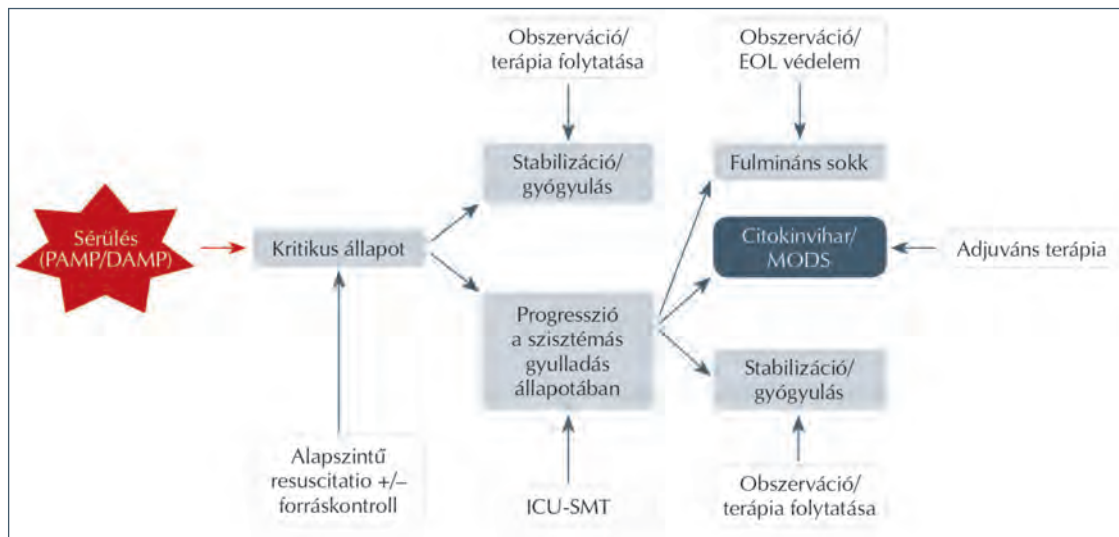 Obszerváció/
terápia folytatása
Obszerváció/
EOL védelem
Stabilizáció/
gyógyulás
Fulmináns sokk
Sérülés
(PAMP/DAMP)
Kritikus állapot
Citokinvihar/
MODS
Adjuváns terápia
Progresszió
a szisztémás
gyulladás
állapotában
Stabilizáció/
gyógyulás
Alapszintű
resuscitatio +/–
forráskontroll
ICU-SMT
Obszerváció/
terápia folytatása